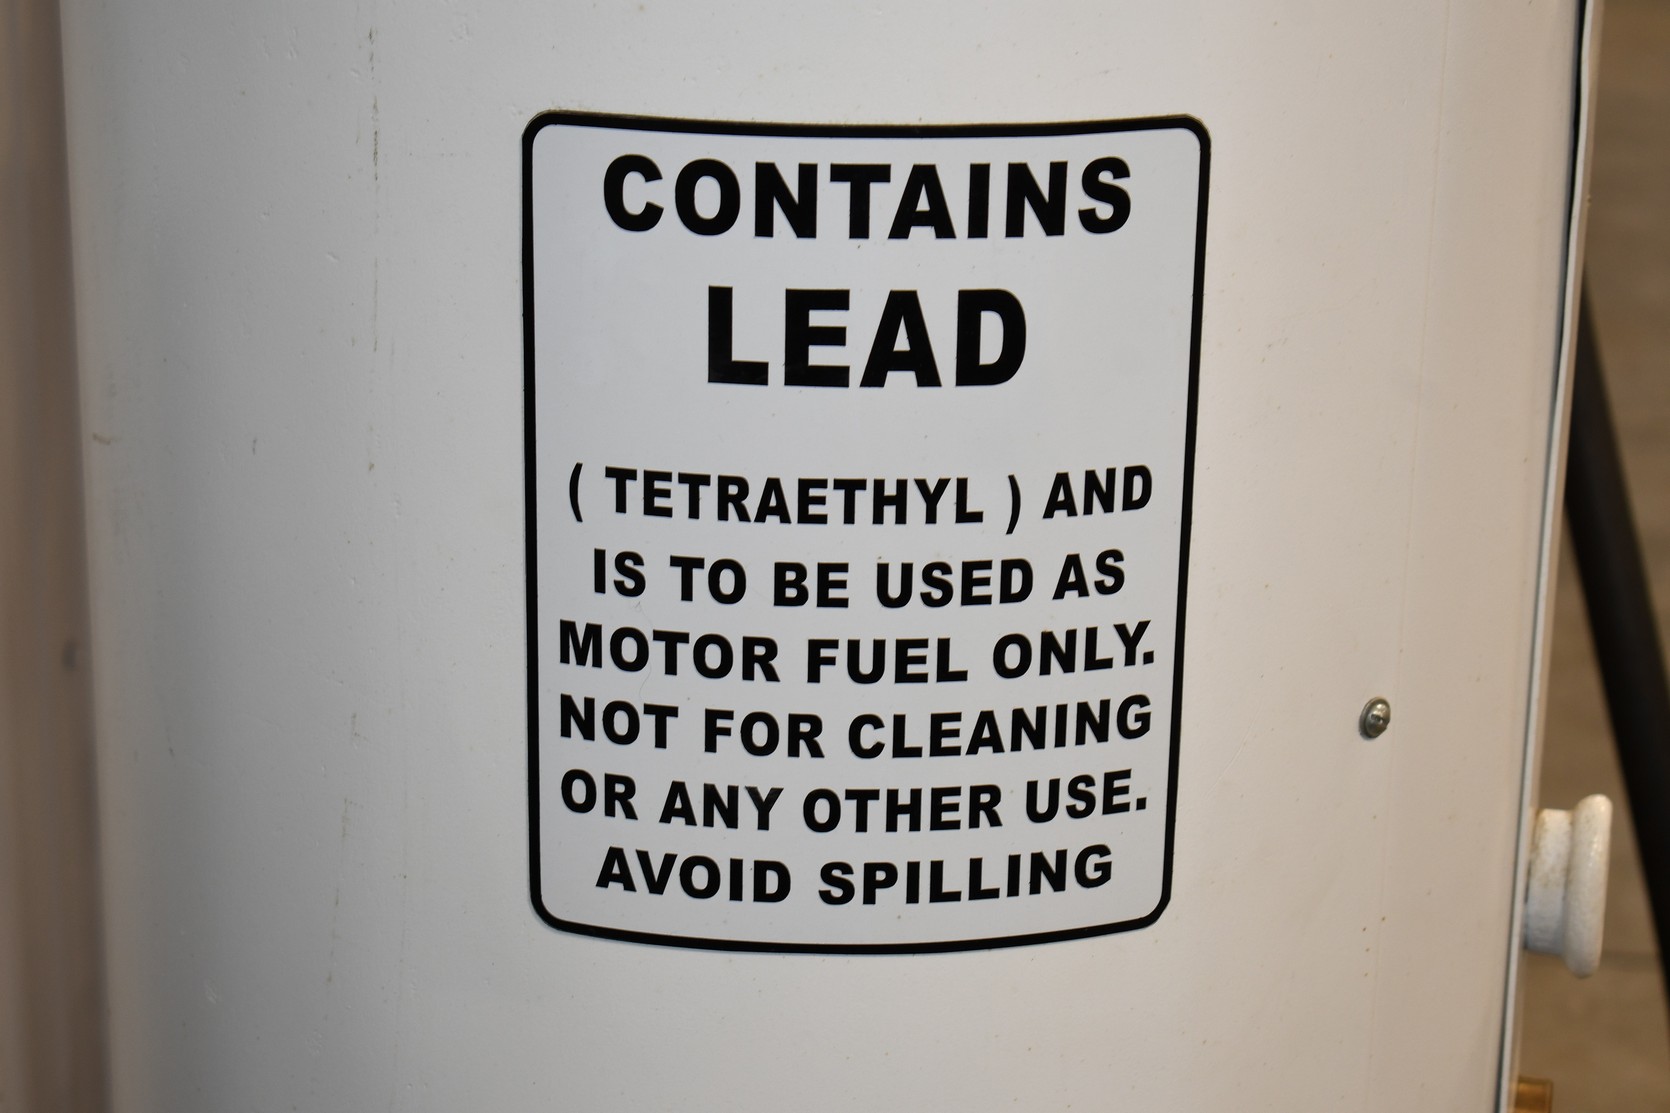 CONTAINS
LEAD
( TETRAETHYL ) AND
IS TO BE USED AS
MOTOR FUEL ONLY.
NOT FOR CLEANING
OR ANY OTHER USE.
AVOID SPILLING